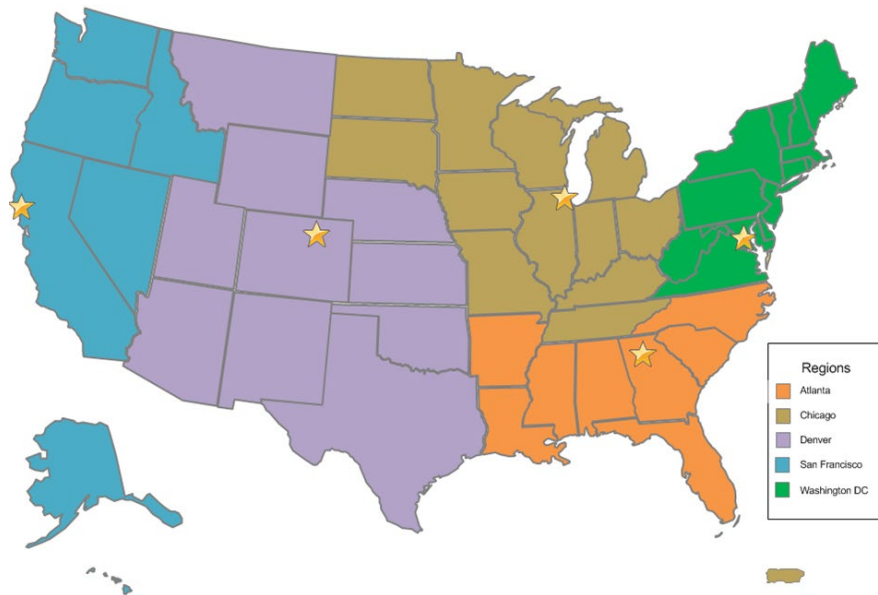 Regions
Atlanta
Chicago
Denver
San Francisco
Washington DC